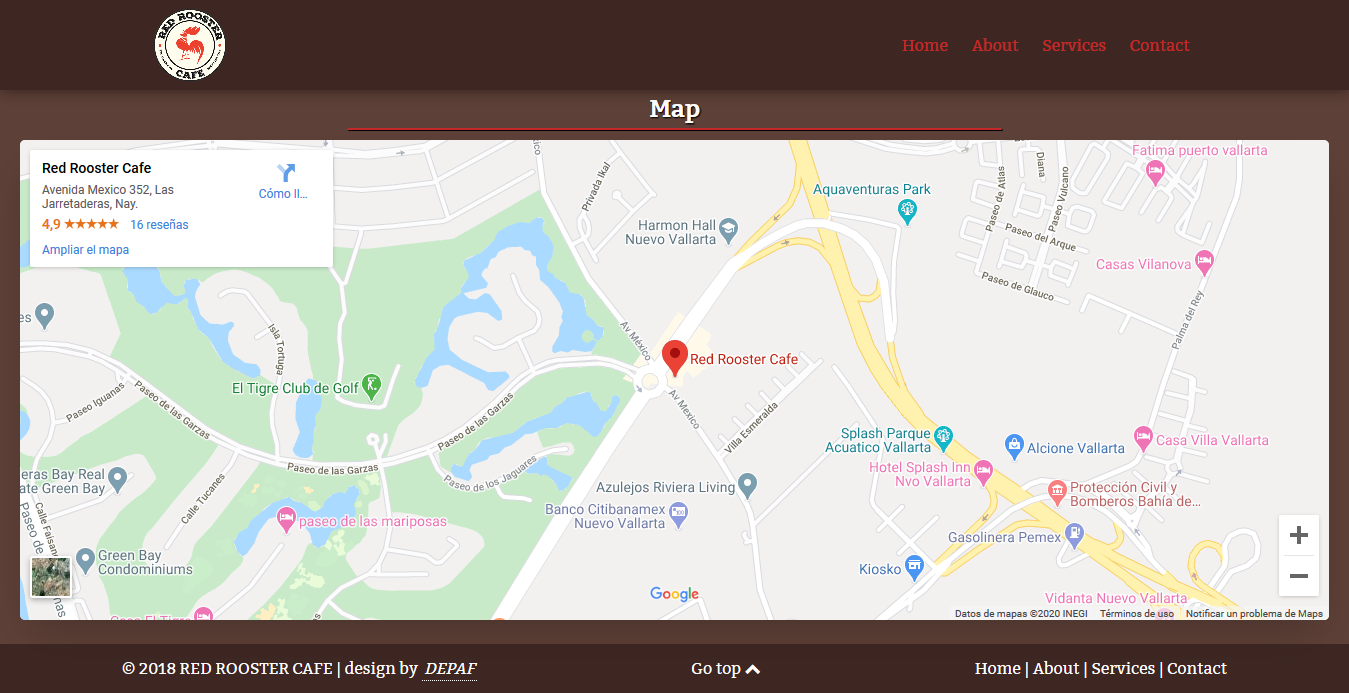 RED ROOSTER
CAFE
Home
About
Services
Contact
Map
Red Rooster Cafe
Avenida Mexico 352, Las
Jarretaderas, Nay.
4,9
16 reseñas
Ampliar el mapa
Cómo ll...
Fatima puerto vallarta
Privada Ikal
Aquaventuras Park
Paseo de Atlas
Diana
Paseo Vulcano
Harmon Hall
Nuevo Vallarta
Paseo del Arque
Casas Vilanova
Paseo de Glauco
es
Isla Tortuga
Av México
Palma del Rey
Red Rooster Cafe
El Tigre Club de Golf
Paseo Iguanas
Paseo de las Garzas
Paseo de las Garzas
Av Mexico
Villa Esmeralda
Splash Parque
Acuatico Vallarta
Alcione Vallarta
Casa Villa Vallarta
Paseo de las Garzas
Hotel Splash Inn
Nvo Vallarta
eras Bay Real
ate Green Bay
Calle Tucanes
Paseo de los Jaguares
Azulejos Riviera Living
Protección Civil y
Bomberos Bahía de...
Banco Citibanamex
Nuevo Vallarta
paseo de las mariposas
Paseo de
Calle Faisanes
Gasolinera Pemex
Green Bay
Condominiums
Kiosko
Google
Vidanta Nuevo Vallarta
Casa El Tigre
Datos de mapas ©2020 INEGI
Términos de uso
Notificar un problema de Maps
© 2018 RED ROOSTER CAFE | design by DEPAF
Go top
Home | About | Services | Contact